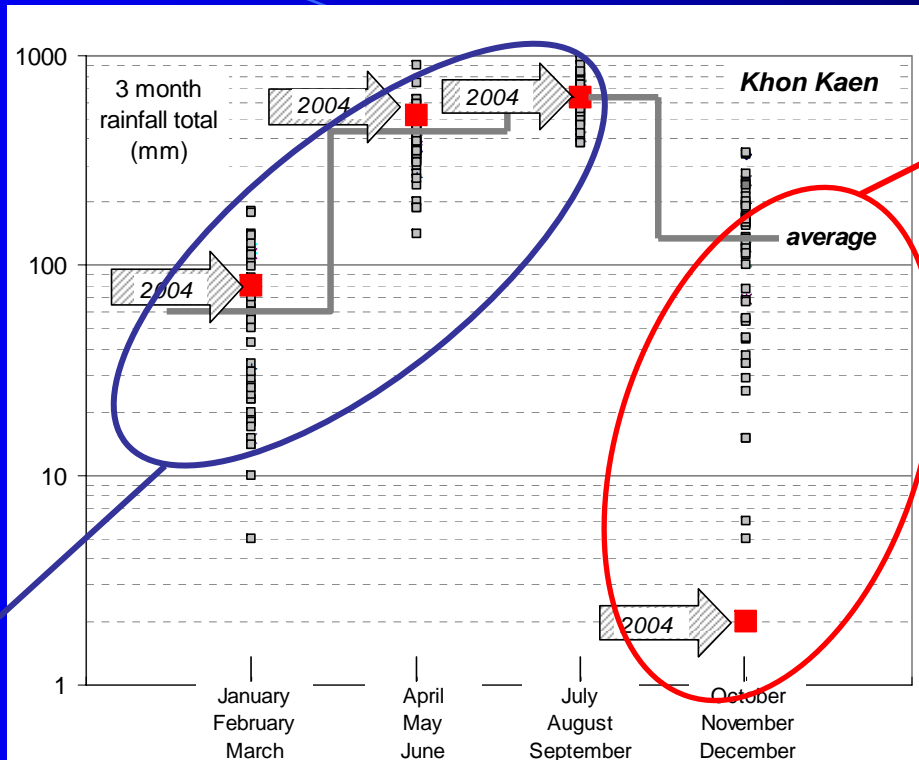 1000
100
10
1
3 month
rainfall total
(mm)
2004
2004
2004
2004
Khon Kaen
average
January
February
March
April
May
June
July
August
September
October
November
December